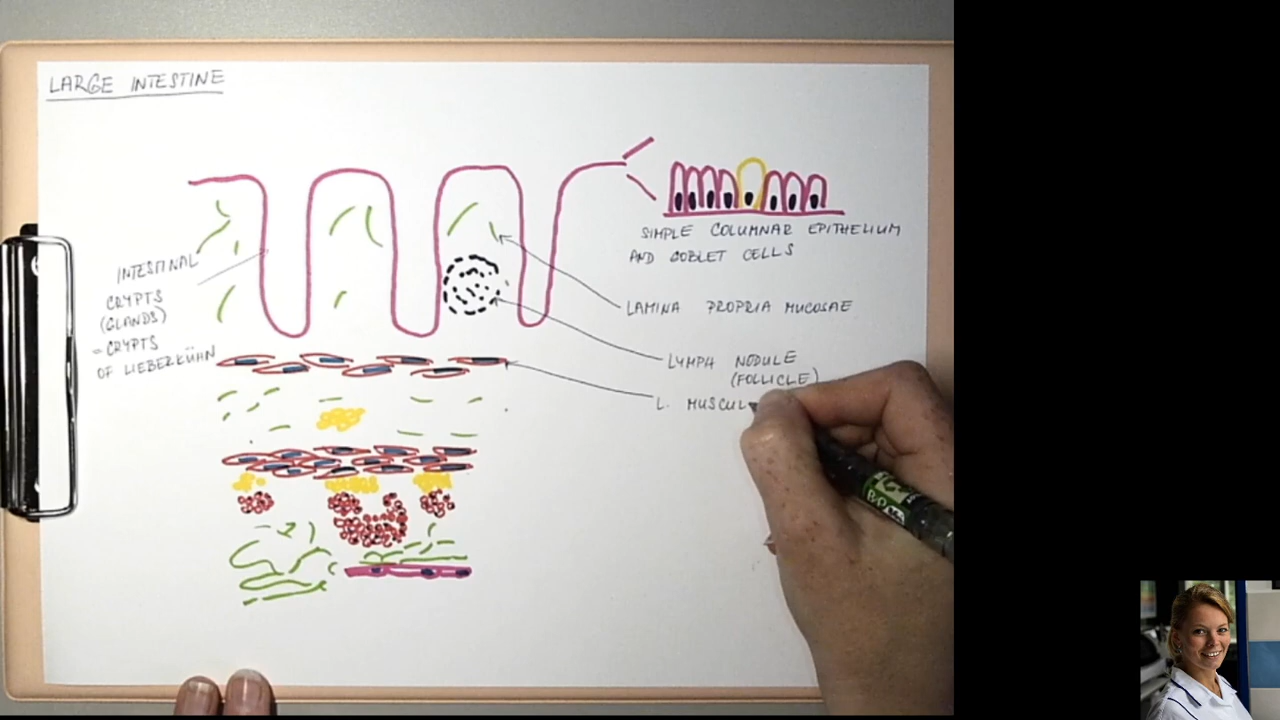 LARGE INTESTINE
SIMPLE COLUMNAR EPITHELIUM
AND GOBLET CELLS
INTESTINAL
CRYPTS
(GLANDS)
= CRYPTS
OF LIEBERKÜHN
LAMINA PROPRIA MUCOSAE
LYMPH NODULE
(FOLLICLE)
L. MUSCUL